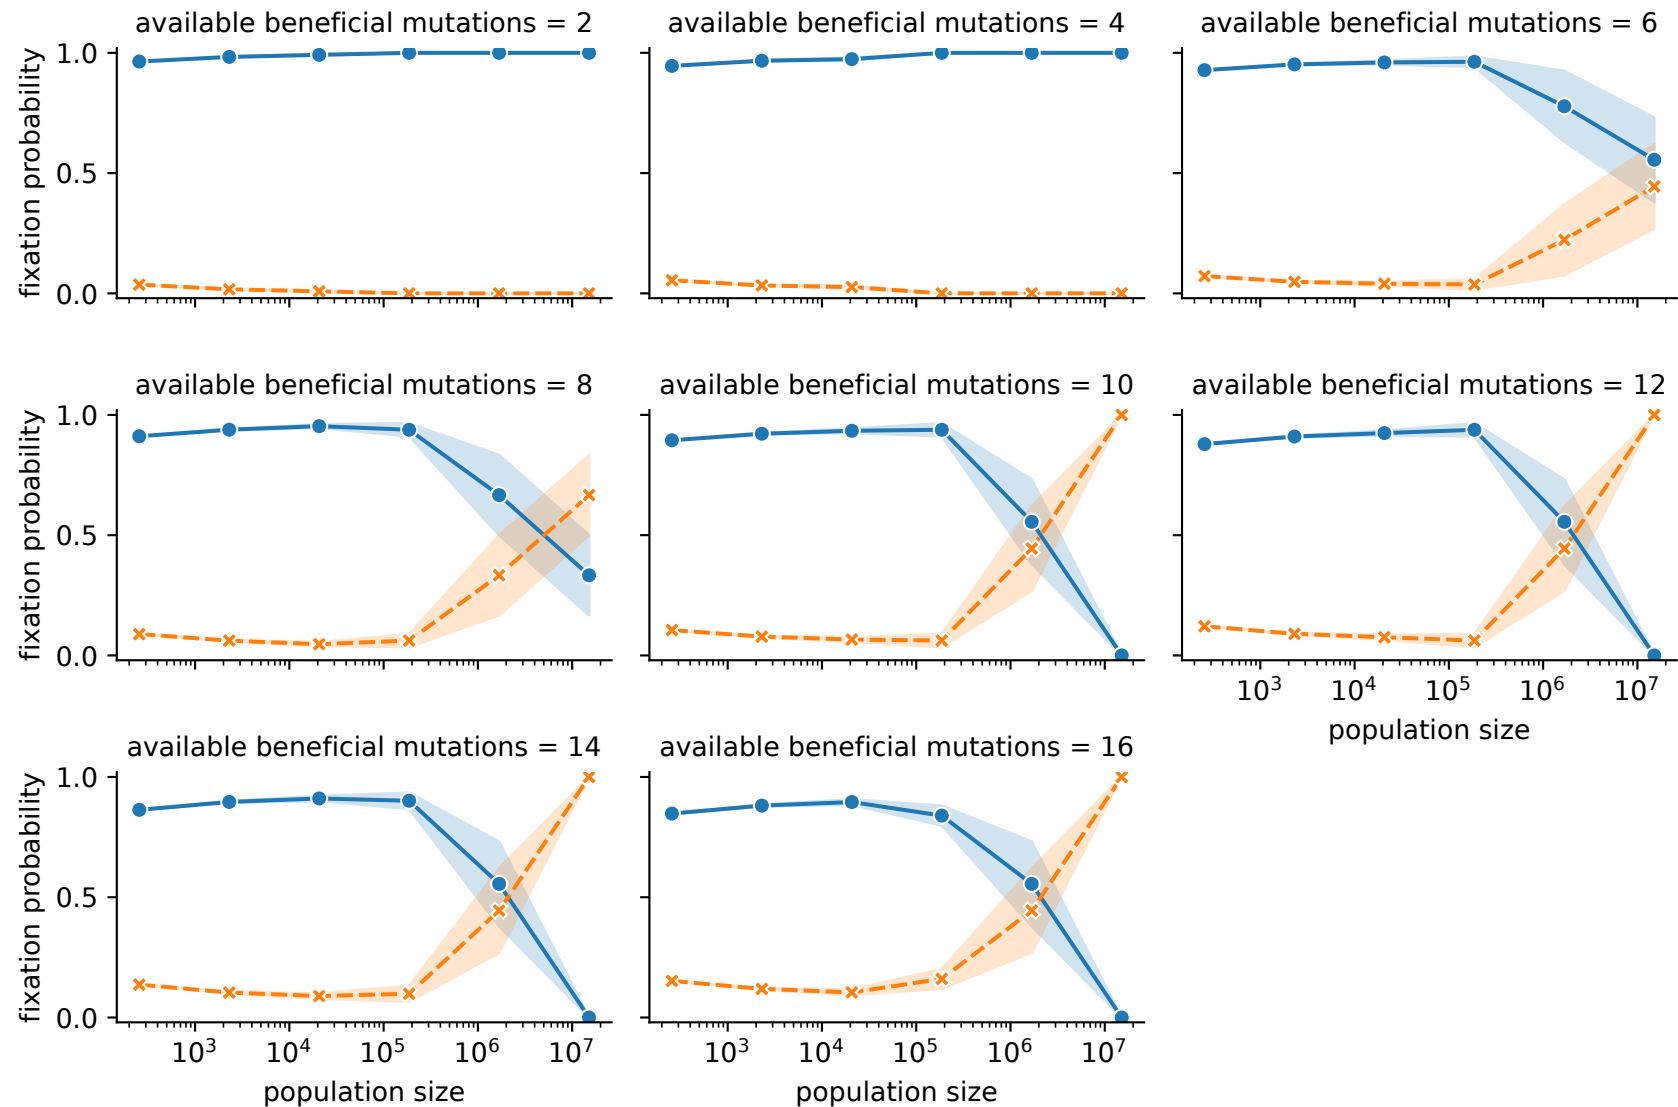 available beneficial mutations = 2
available beneficial mutations = 4
available beneficial mutations = 6
fixation probability
1.0
0.5
0.0
available beneficial mutations = 8
available beneficial mutations = 10
available beneficial mutations = 12
fixation probability
1.0
0.5
0.0
10³ 10⁴ 10⁵ 10⁶ 10⁷
population size
available beneficial mutations = 14
available beneficial mutations = 16
fixation probability
1.0
0.5
0.0
10³ 10⁴ 10⁵ 10⁶ 10⁷
10³ 10⁴ 10⁵ 10⁶ 10⁷
population size
population size